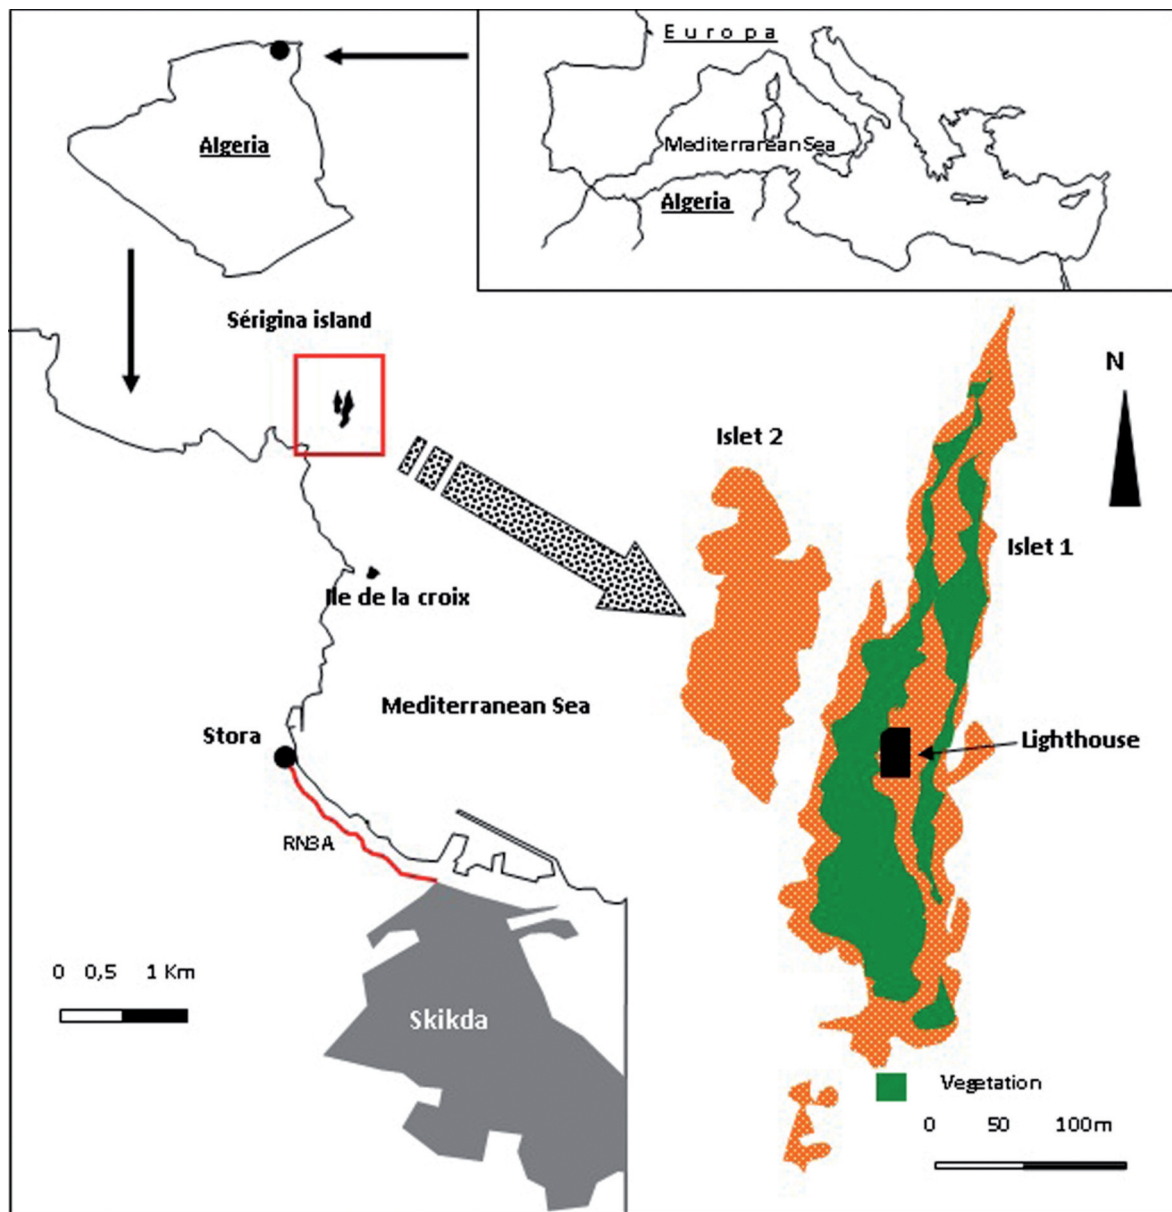 Europa
Algeria
Mediterranean Sea
Algeria
Sérigina island
N
Islet 2
Islet 1
Ile de la croix
Mediterranean Sea
Stora
Lighthouse
RN3A
0 0,5 1 Km
Skikda
Vegetation
0 50 100m